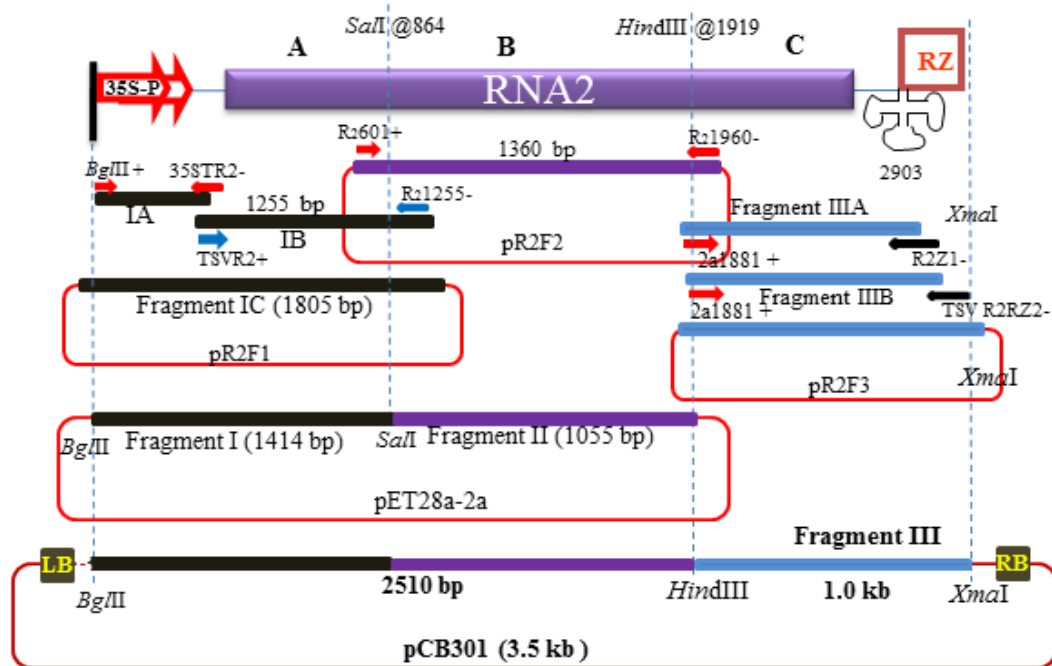 SalI @864
HindIII @1919
A
B
C
35S-P
RNA2
RZ
2903
R2601+
1360 bp
R21960-
BglII +
35STR2-
IA
1255 bp
R21255-
IB
TSVR2+
pR2F2
Fragment IIIA
XmaI
R2Z1-
2a1881 +
Fragment IIIB
TSV R2RZ2-
2a1881 +
Fragment IC (1805 bp)
pR2F1
pR2F3
XmaI
BglII
Fragment I (1414 bp)
SalI
Fragment II (1055 bp)
pET28a-2a
Fragment III
LB
RB
BglII
2510 bp
HindIII
1.0 kb
XmaI
pCB301 (3.5 kb )